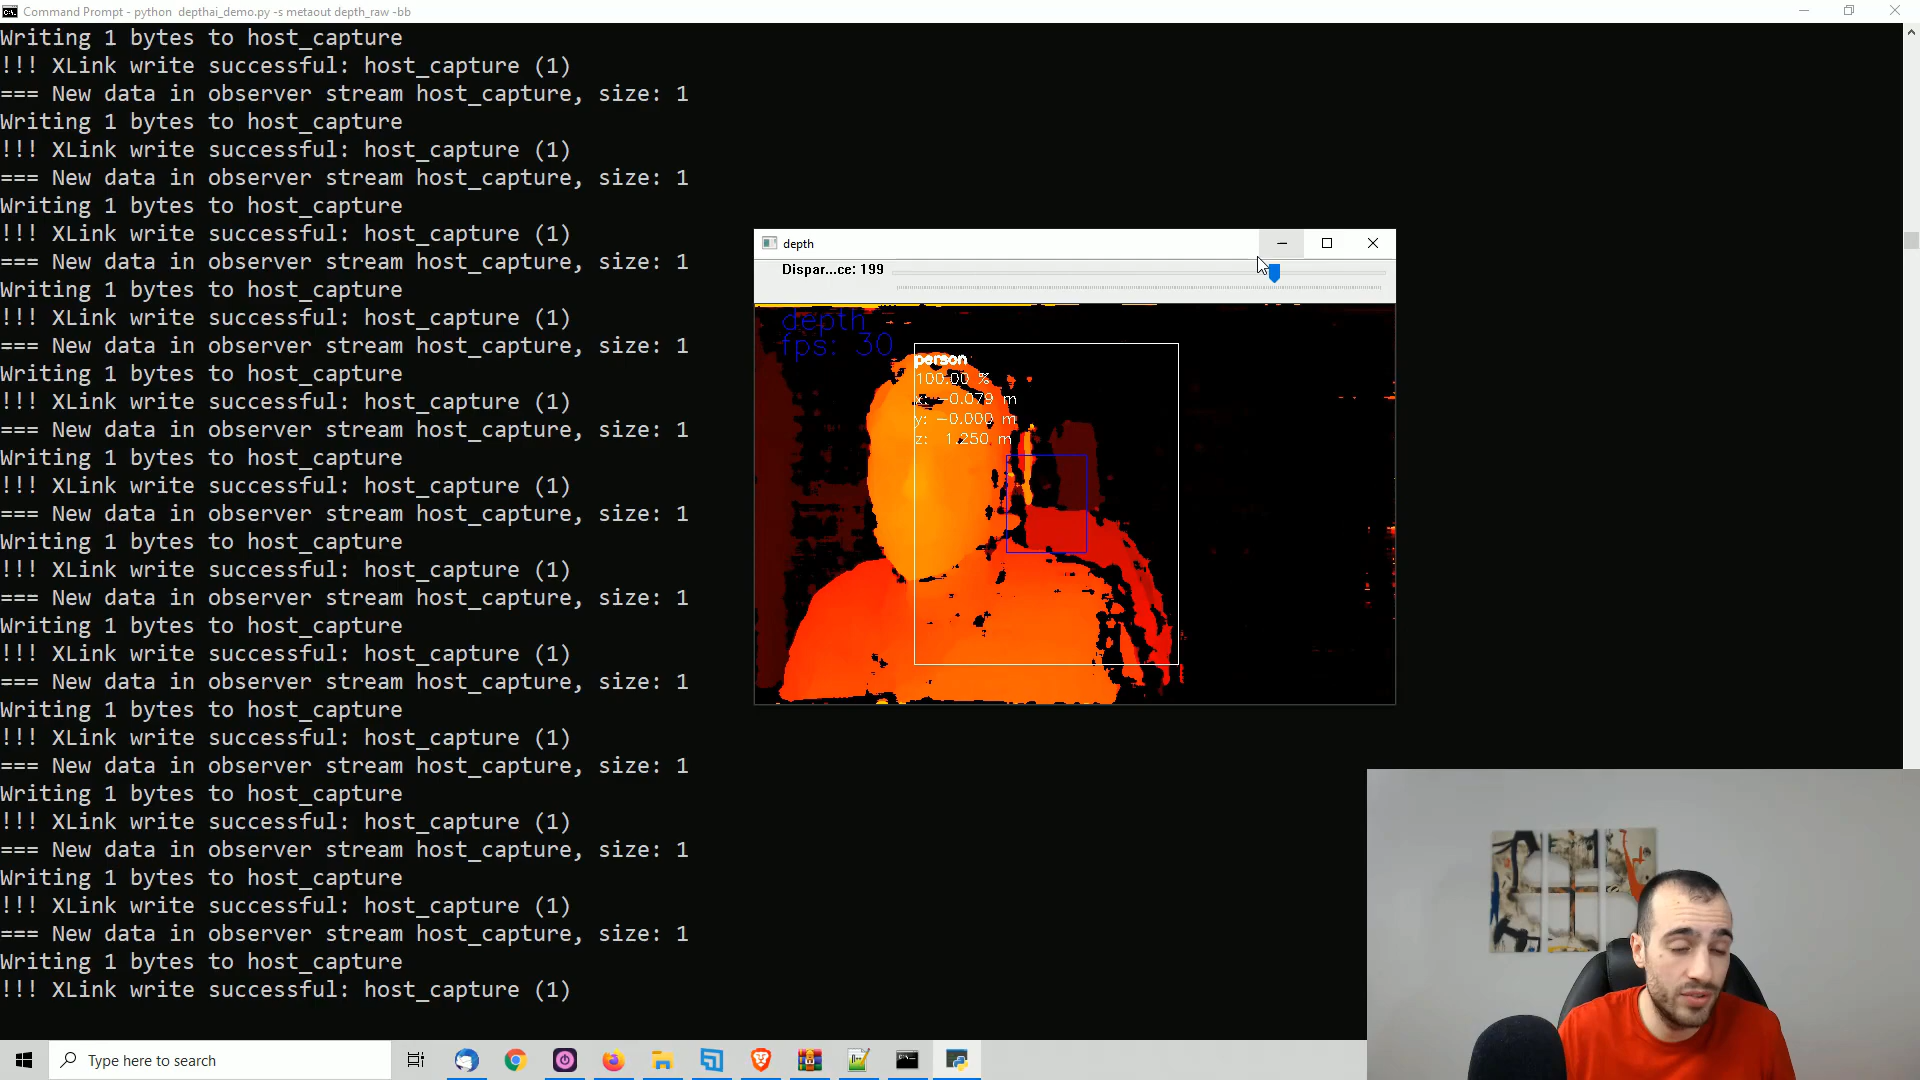 Command Prompt - python  depthai_demo.py -s metaout depth_raw -bb
Writing 1 bytes to host_capture
!!! XLink write successful: host_capture (1)
=== New data in observer stream host_capture, size: 1
Writing 1 bytes to host_capture
!!! XLink write successful: host_capture (1)
=== New data in observer stream host_capture, size: 1
Writing 1 bytes to host_capture
!!! XLink write successful: host_capture (1)
=== New data in observer stream host_capture, size: 1
Writing 1 bytes to host_capture
!!! XLink write successful: host_capture (1)
=== New data in observer stream host_capture, size: 1
Writing 1 bytes to host_capture
!!! XLink write successful: host_capture (1)
=== New data in observer stream host_capture, size: 1
Writing 1 bytes to host_capture
!!! XLink write successful: host_capture (1)
=== New data in observer stream host_capture, size: 1
Writing 1 bytes to host_capture
!!! XLink write successful: host_capture (1)
=== New data in observer stream host_capture, size: 1
Writing 1 bytes to host_capture
!!! XLink write successful: host_capture (1)
=== New data in observer stream host_capture, size: 1
Writing 1 bytes to host_capture
!!! XLink write successful: host_capture (1)
=== New data in observer stream host_capture, size: 1
Writing 1 bytes to host_capture
!!! XLink write successful: host_capture (1)
=== New data in observer stream host_capture, size: 1
Writing 1 bytes to host_capture
!!! XLink write successful: host_capture (1)
=== New data in observer stream host_capture, size: 1
Writing 1 bytes to host_capture
!!! XLink write successful: host_capture (1)
depth
Dispar...ce: 199
depth
fps: 30
person
100.00 %
x: -0.079 m
y: -0.000 m
z: 1.250 m
Type here to search